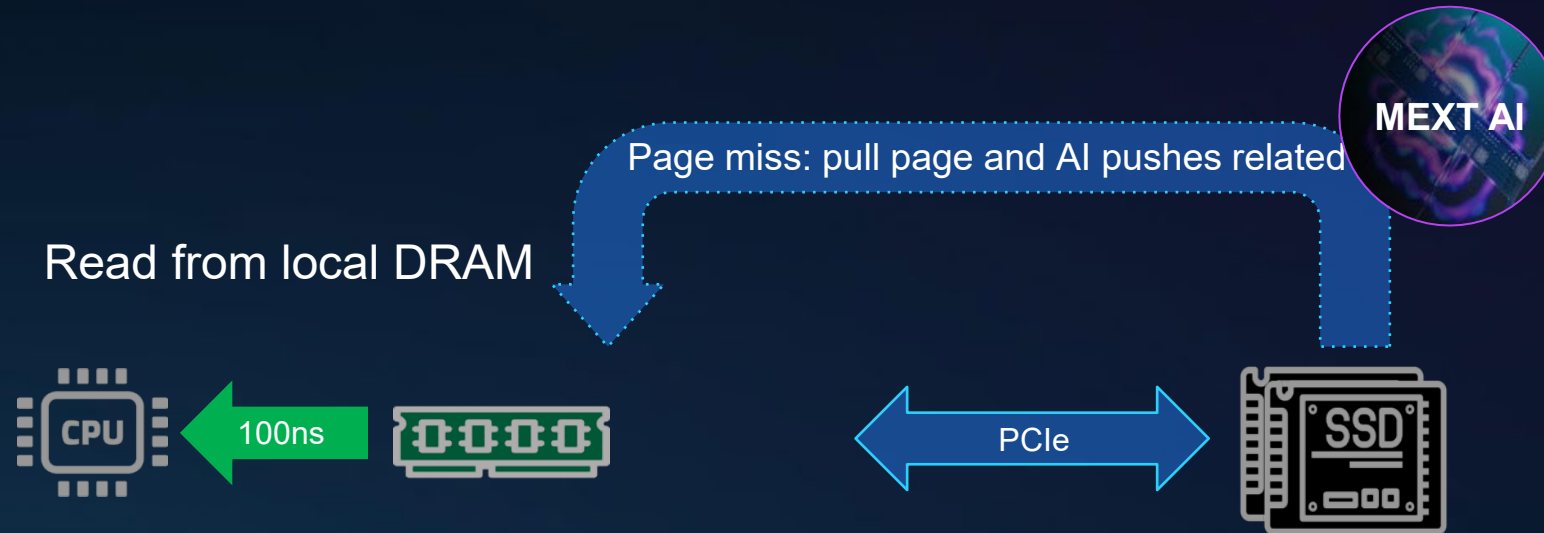 MEXT AI
Page miss: pull page and AI pushes related
Read from local DRAM
CPU
100ns
PCIe
SSD